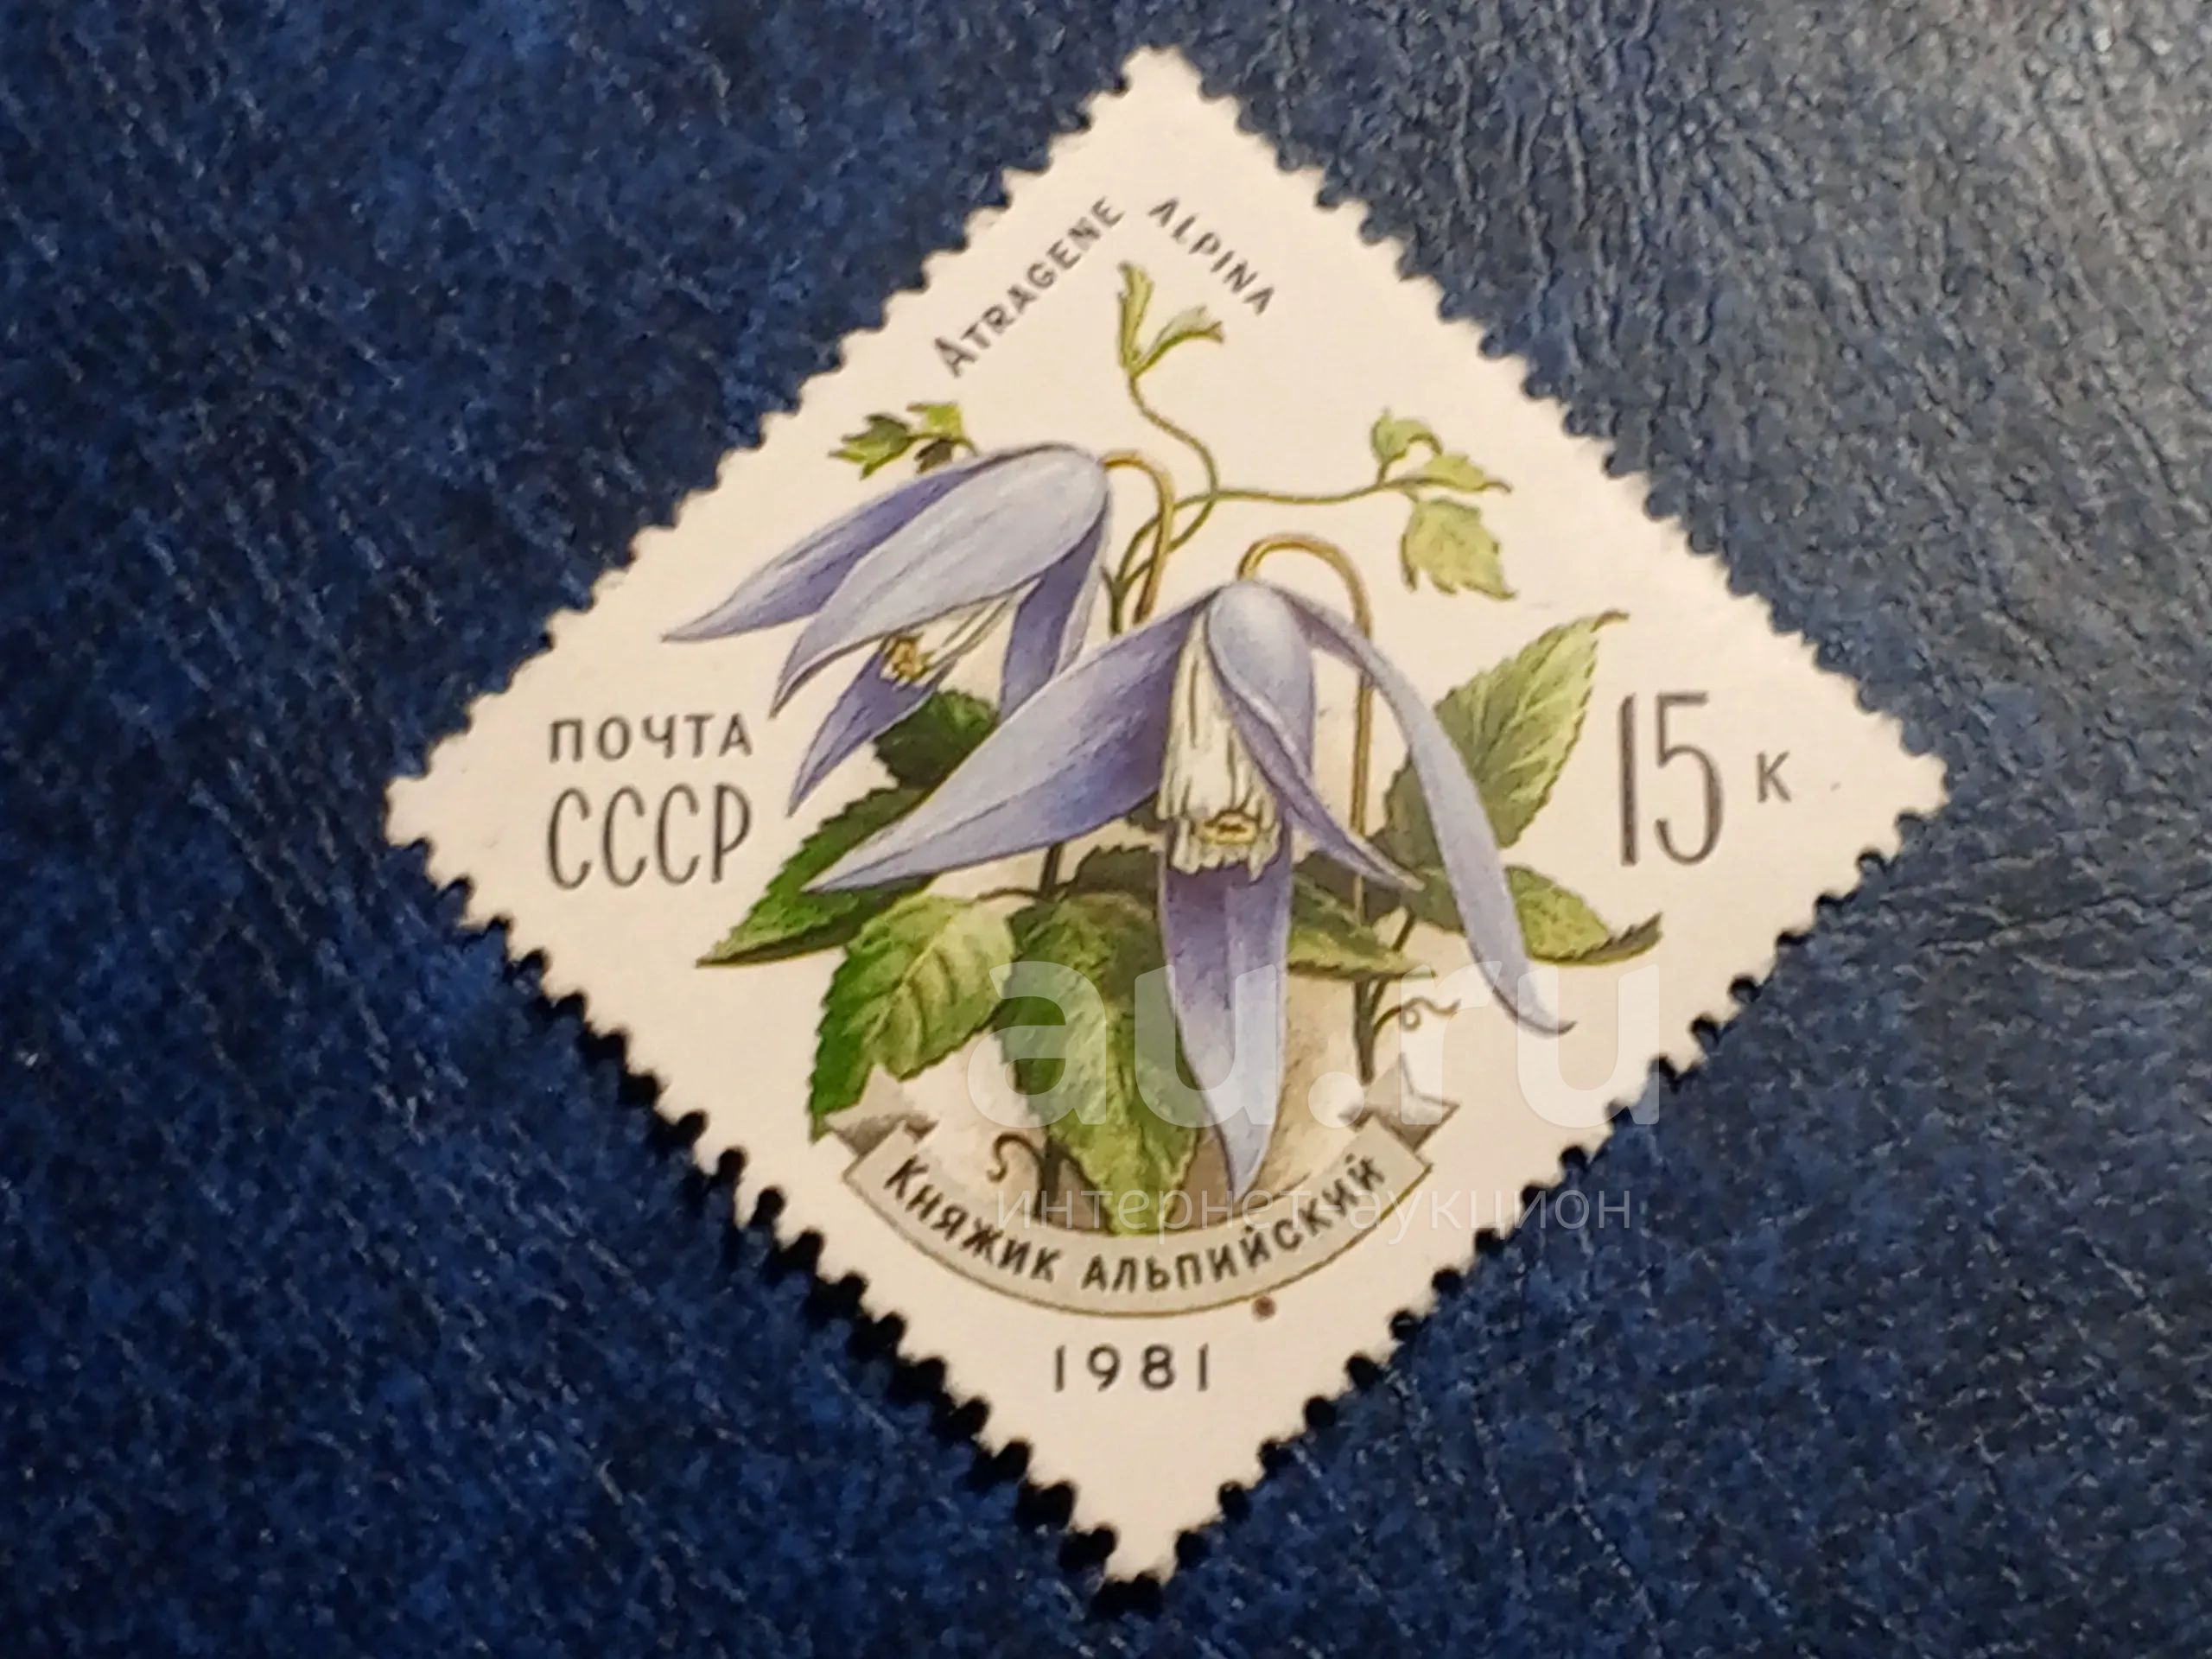 ATRAGENE ALPINA
ПОЧТА
СССР
15 К
au.ru
интернет-аукцион
КНЯЖИК АЛЬПИЙСКИЙ
1981